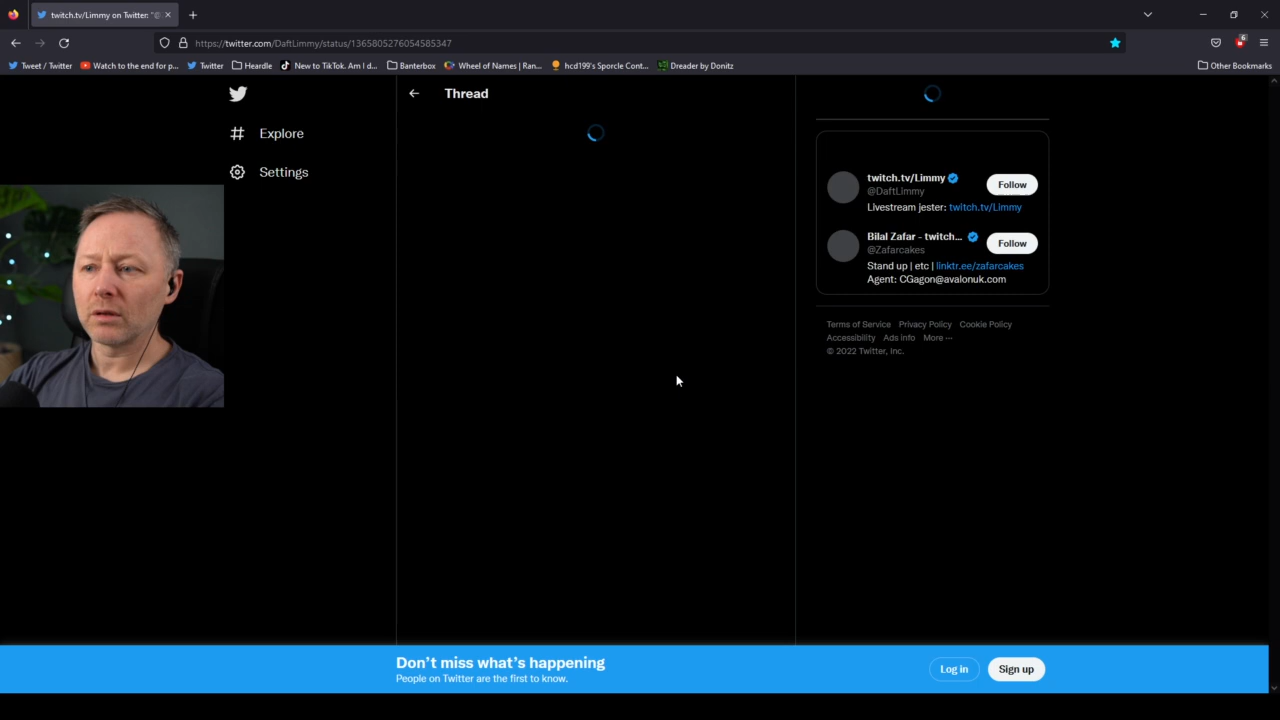 twitch.tv/Limmy on Twitter: "@
https://twitter.com/DaftLimmy/status/1365805276054585347
6
Tweet / Twitter
Watch to the end for p...
Twitter
Heardle
New to TikTok. Am I d...
Banterbox
Wheel of Names | Ran...
hcd199's Sporcle Cont...
Dreader by Donitz
Other Bookmarks
Explore
Settings
Thread
twitch.tv/Limmy
@DaftLimmy
Follow
Livestream jester: twitch.tv/Limmy
Bilal Zafar - twitch...
@Zafarcakes
Follow
Stand up | etc | linktr.ee/zafarcakes
Agent: CGagon@avalonuk.com
Terms of Service Privacy Policy Cookie Policy
Accessibility Ads info More ...
© 2022 Twitter, Inc.
Don't miss what's happening
People on Twitter are the first to know.
Log in
Sign up